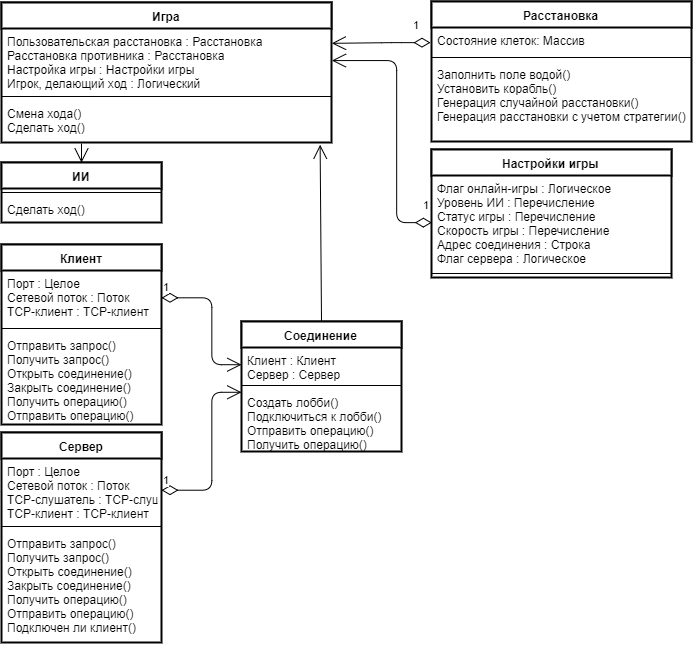 Игра
Пользовательская расстановка : Расстановка
Расстановка противника : Расстановка
Настройка игры : Настройки игры
Игрок, делающий ход : Логический
Смена хода()
Сделать ход()
1
Расстановка
Состояние клеток: Массив
Заполнить поле водой()
Установить корабль()
Генерация случайной расстановки()
Генерация расстановки с учетом стратегии()
ИИ
Сделать ход()
1
Настройки игры
Флаг онлайн-игры : Логическое
Уровень ИИ : Перечисление
Статус игры : Перечисление
Скорость игры : Перечисление
Адрес соединения : Строка
Флаг сервера : Логическое
Клиент
Порт : Целое
Сетевой поток : Поток
TCP-клиент : TCP-клиент
Отправить запрос()
Получить запрос()
Открыть соединение()
Закрыть соединение()
Получить операцию()
Отправить операцию()
1
Соединение
Клиент : Клиент
Сервер : Сервер
Создать лобби()
Подключиться к лобби()
Отправить операцию()
Получить операцию()
Сервер
Порт : Целое
Сетевой поток : Поток
TCP-слушатель : TCP-слуш
TCP-клиент : TCP-клиент
Отправить запрос()
Получить запрос()
Открыть соединение()
Закрыть соединение()
Получить операцию()
Отправить операцию()
Подключен ли клиент()
1